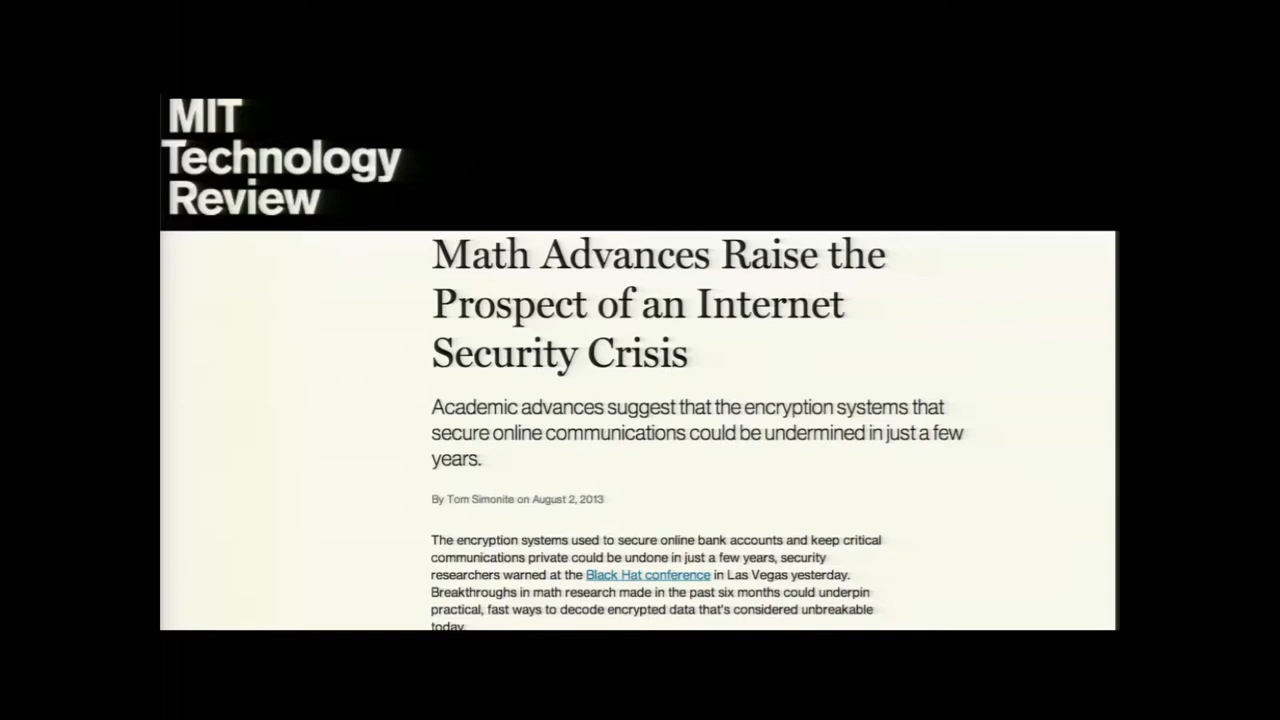 MIT
Technology
Review
Math Advances Raise the
Prospect of an Internet
Security Crisis
Academic advances suggest that the encryption systems that
secure online communications could be undermined in just a few
years.
By Tom Simonite on August 2, 2013
The encryption systems used to secure online bank accounts and keep critical
communications private could be undone in just a few years, security
researchers warned at the Black Hat conference in Las Vegas yesterday.
Breakthroughs in math research made in the past six months could underpin
practical, fast ways to decode encrypted data that's considered unbreakable
today.